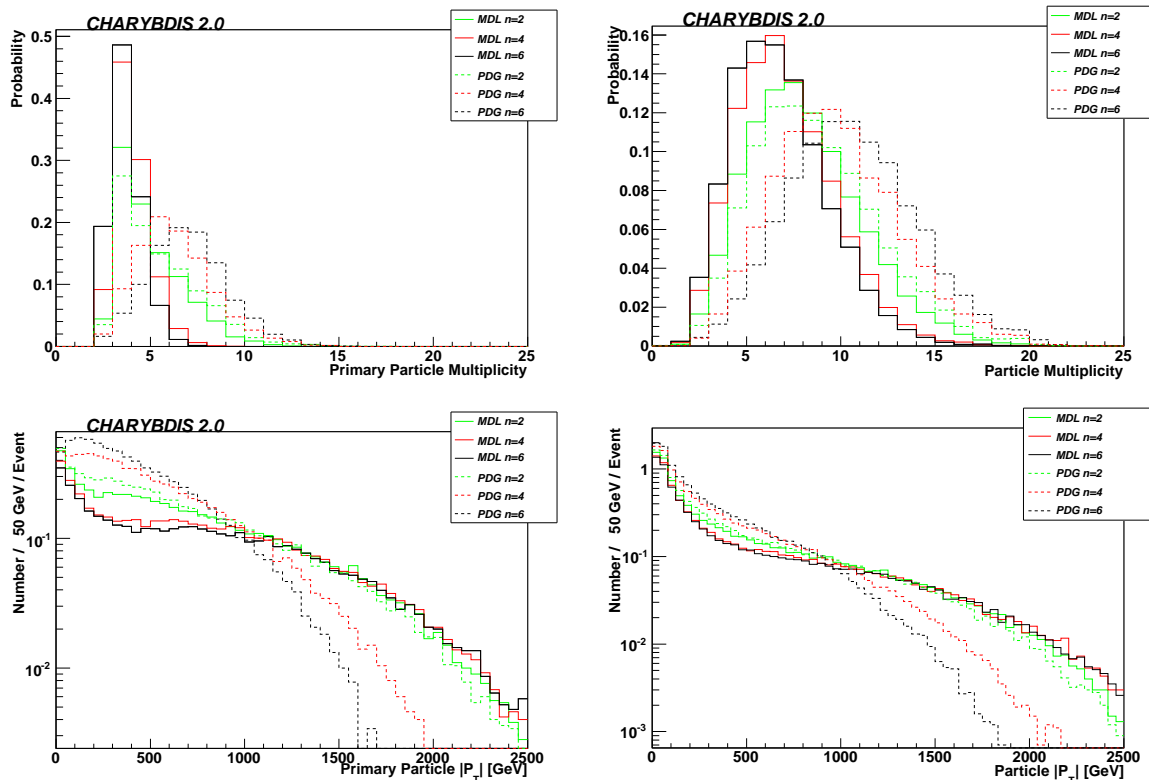 CHARYBDIS 2.0
Probability
0.5
0.4
0.3
0.2
0.1
0
0 5 10 15 20 25
Primary Particle Multiplicity
MDL n=2
MDL n=4
MDL n=6
PDG n=2
PDG n=4
PDG n=6
CHARYBDIS 2.0
Probability
0.16
0.14
0.12
0.10
0.08
0.06
0.04
0.02
0.00
0 5 10 15 20 25
Particle Multiplicity
MDL n=2
MDL n=4
MDL n=6
PDG n=2
PDG n=4
PDG n=6
CHARYBDIS 2.0
Number / 50 GeV / Event
10-1
10-2
0 500 1000 1500 2000 2500
Primary Particle |PT| [GeV]
MDL n=2
MDL n=4
MDL n=6
PDG n=2
PDG n=4
PDG n=6
Number / 50 GeV / Event
1
10-1
10-2
10-3
0 500 1000 1500 2000 2500
Particle |PT| [GeV]
MDL n=2
MDL n=4
MDL n=6
PDG n=2
PDG n=4
PDG n=6